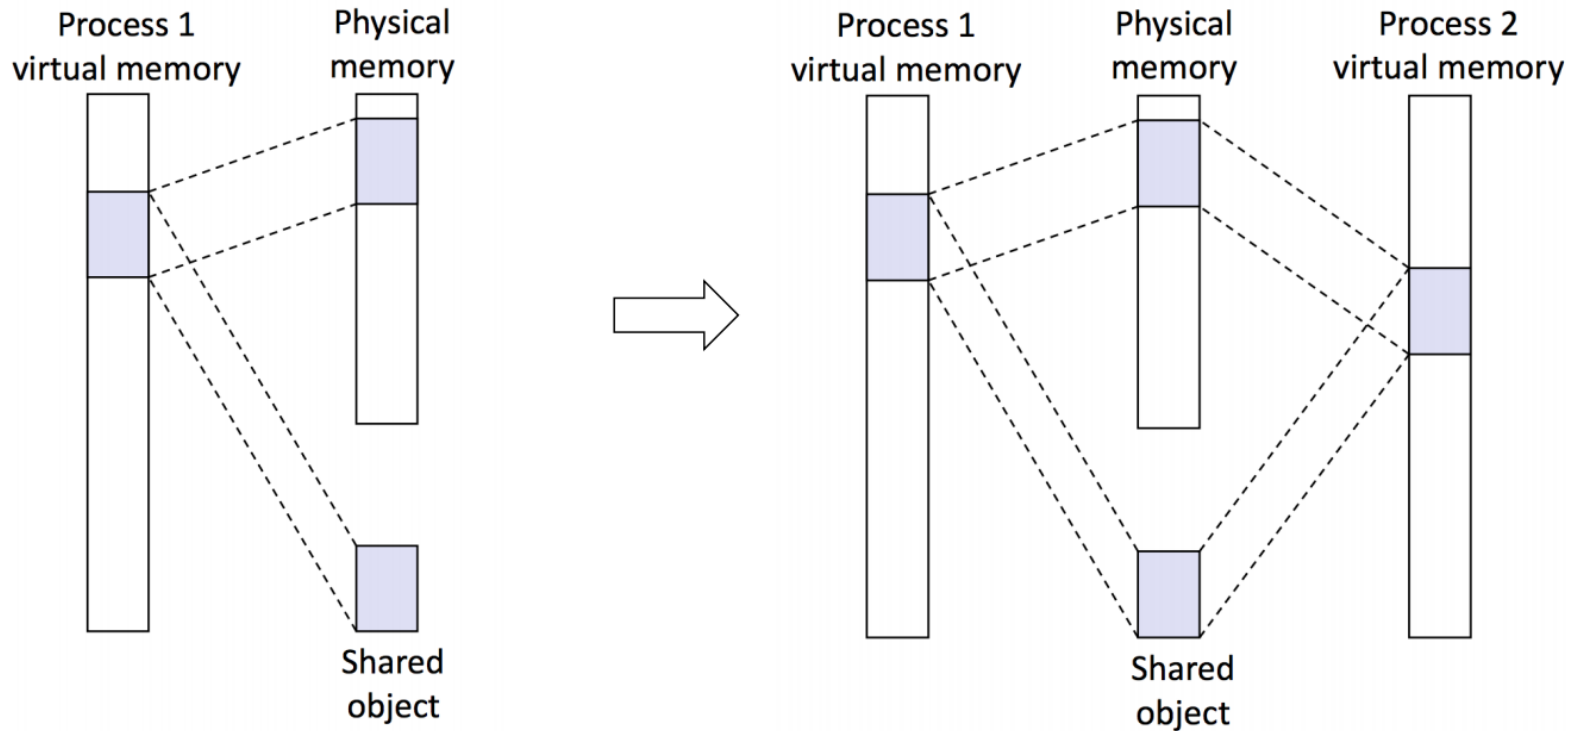 Process 1
virtual memory
Physical
memory
Shared
object
Process 1
virtual memory
Physical
memory
Process 2
virtual memory
Shared
object